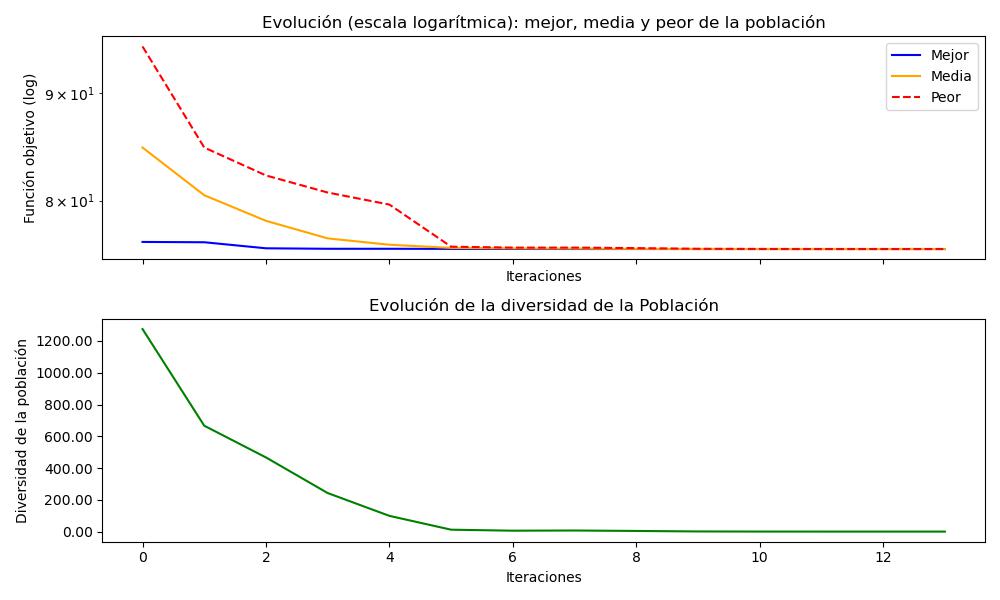 Evolución (escala logarítmica): mejor, media y peor de la población
Función objetivo (log)
9 × 10¹
8 × 10¹
Mejor
Media
Peor
Iteraciones
Evolución de la diversidad de la Población
Diversidad de la población
1200.00
1000.00
800.00
600.00
400.00
200.00
0.00
0 2 4 6 8 10 12
Iteraciones